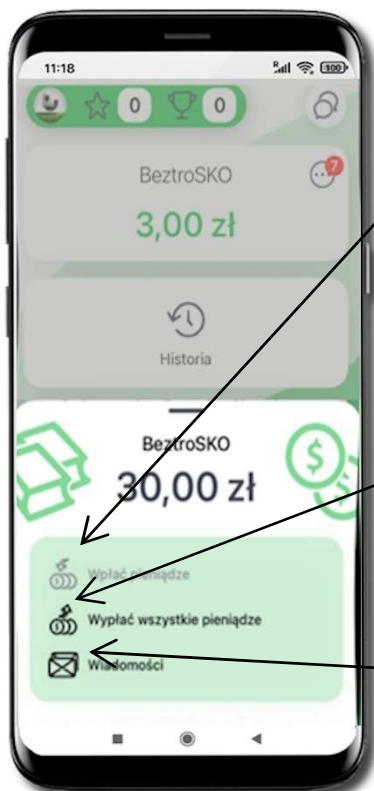 11:18
R 100
0 0
BeztroSKO 7
3,00 zł
Historia
BeztroSKO
30,00 zł
$
Wpłać pieniądze
Wypłać wszystkie pieniądze
Wiadomości